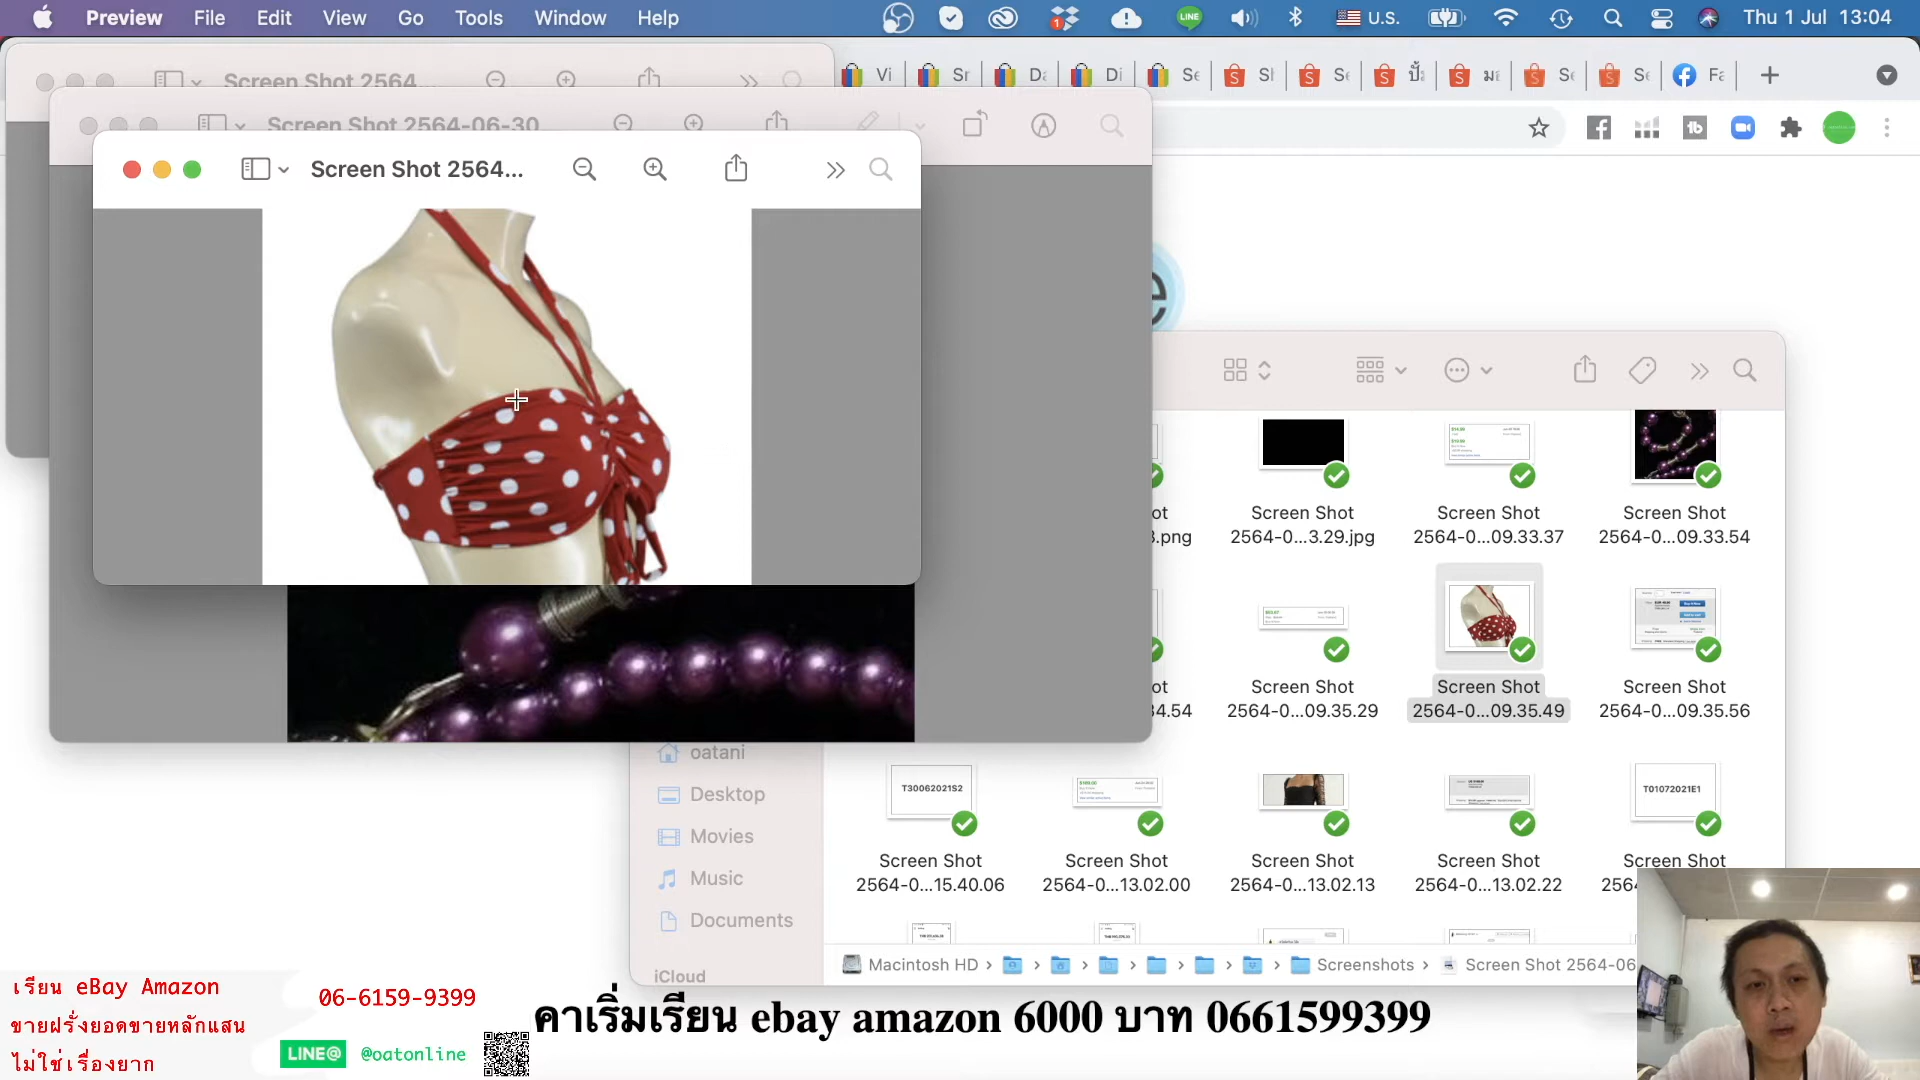 Preview File Edit View Go Tools Window Help U.S. Thu 1 Jul 13:04
Screen Shot 2564...
Screen Shot 2564-06-30
Screen Shot 2564...
Screen Shot 2564-0...3.29.jpg
Screen Shot 2564-0...09.33.37
Screen Shot 2564-0...09.33.54
Screen Shot 2564-0...09.35.29
Screen Shot 2564-0...09.35.49
Screen Shot 2564-0...09.35.56
T30062021S2
T01072021E1
Screen Shot 2564-0...15.40.06
Screen Shot 2564-0...13.02.00
Screen Shot 2564-0...13.02.13
Screen Shot 2564-0...13.02.22
Screen Shot
oatani
Desktop
Movies
Music
Documents
iCloud
Macintosh HD
Screenshots
Screen Shot 2564-06
เรียน eBay Amazon
ขายฝรั่งยอดขายหลักแสน
ไม่ใช่เรื่องยาก
06-6159-9399
LINE@ @oatonline
คาเริ่มเรียน ebay amazon 6000 บาท 0661599399